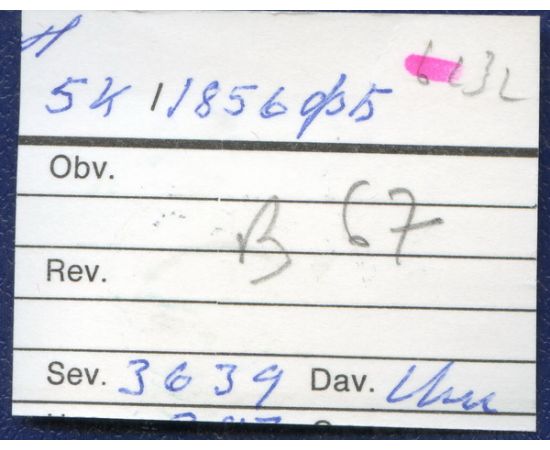 5к 1856 фБ
Obv.
B 67
Rev.
Sev. 3639 Dav.